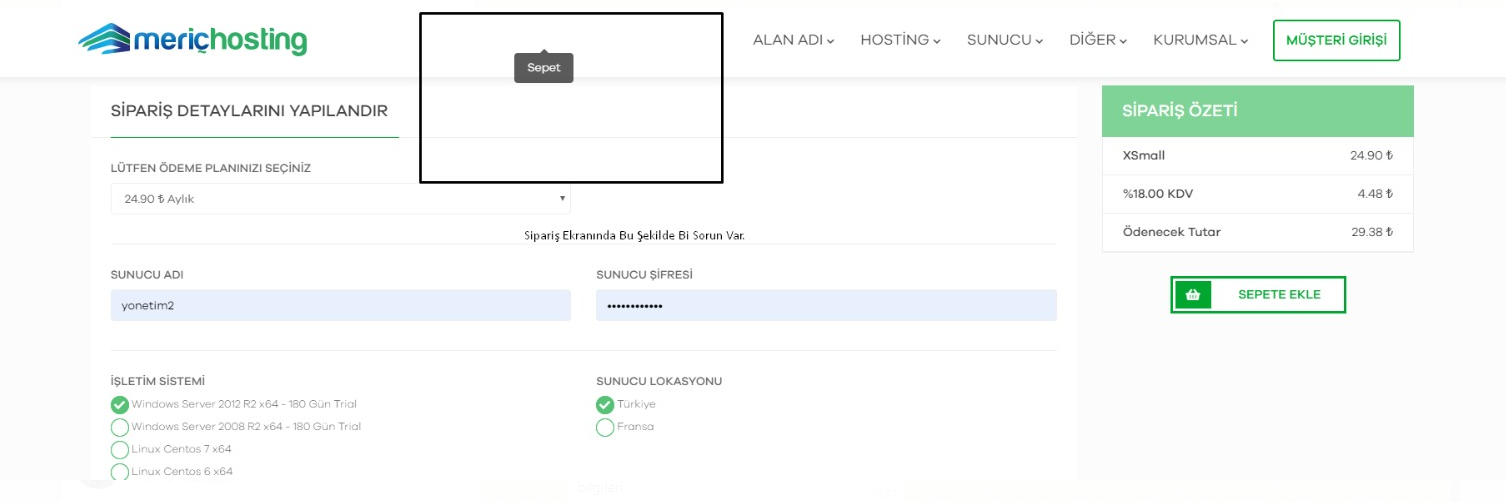 meriçhosting
ALAN ADI
HOSTİNG
SUNUCU
DİĞER
KURUMSAL
MÜŞTERİ GİRİŞİ
Sepet
SİPARİŞ DETAYLARINI YAPILANDIR
LÜTFEN ÖDEME PLANINIZI SEÇİNİZ
24.90 ₺ Aylık
Sipariş Ekranında Bu Şekilde Bi Sorun Var.
SUNUCU ADI
yonetim2
SUNUCU ŞİFRESİ
••••••••••••
İŞLETİM SİSTEMİ
Windows Server 2012 R2 x64 - 180 Gün Trial
Windows Server 2008 R2 x64 - 180 Gün Trial
Linux Centos 7 x64
Linux Centos 6 x64
SUNUCU LOKASYONU
Türkiye
Fransa
SİPARİŞ ÖZETİ
XSmall 24.90 ₺
%18.00 KDV 4.48 ₺
Ödenecek Tutar 29.38 ₺
SEPETE EKLE